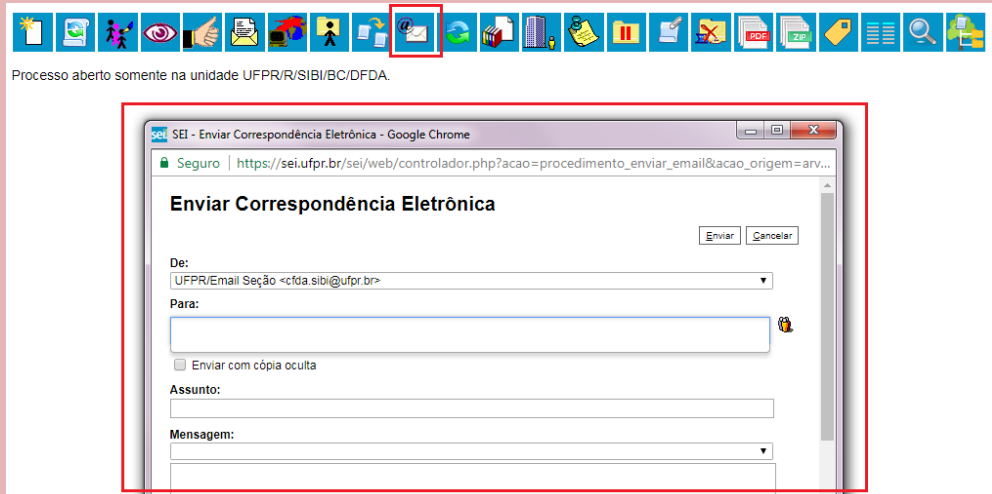 PDF
ZIP
Processo aberto somente na unidade UFPR/R/SIBI/BC/DFDA.
sei. SEI - Enviar Correspondência Eletrônica - Google Chrome
Seguro | https://sei.ufpr.br/sei/web/controlador.php?acao=procedimento_enviar_email&acao_origem=arv...
Enviar Correspondência Eletrônica
Enviar Cancelar
De:
UFPR/Email Seção <cfda.sibi@ufpr.br>
Para:
Enviar com cópia oculta
Assunto:
Mensagem: